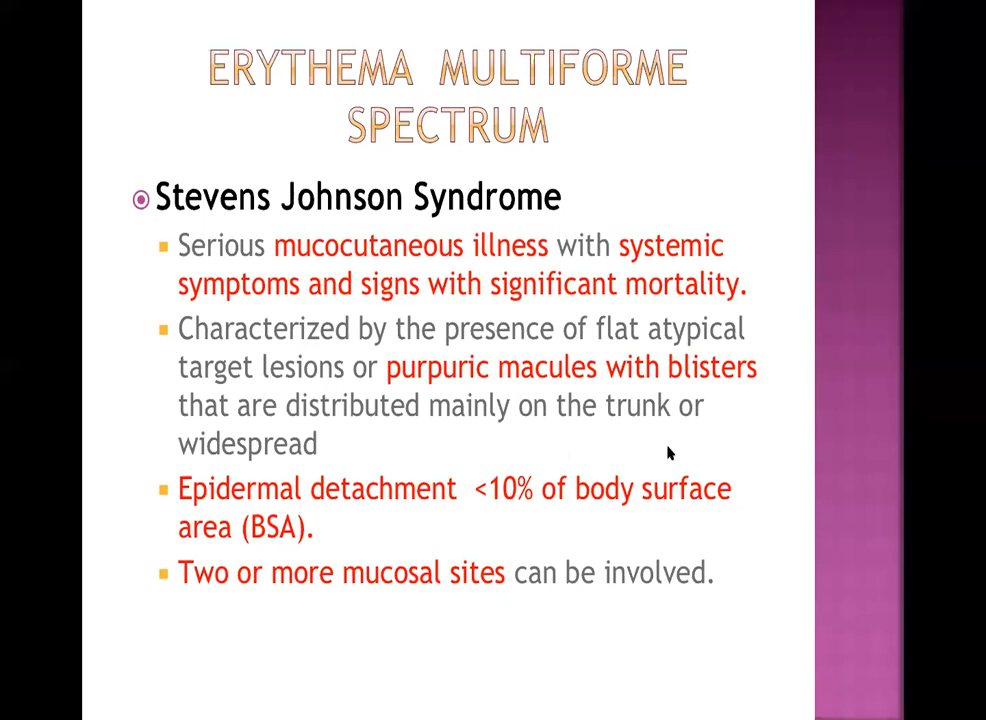 ERYTHEMA MULTIFORME
SPECTRUM
Stevens Johnson Syndrome
Serious mucocutaneous illness with systemic
symptoms and signs with significant mortality.
Characterized by the presence of flat atypical
target lesions or purpuric macules with blisters
that are distributed mainly on the trunk or
widespread
Epidermal detachment <10% of body surface
area (BSA).
Two or more mucosal sites can be involved.